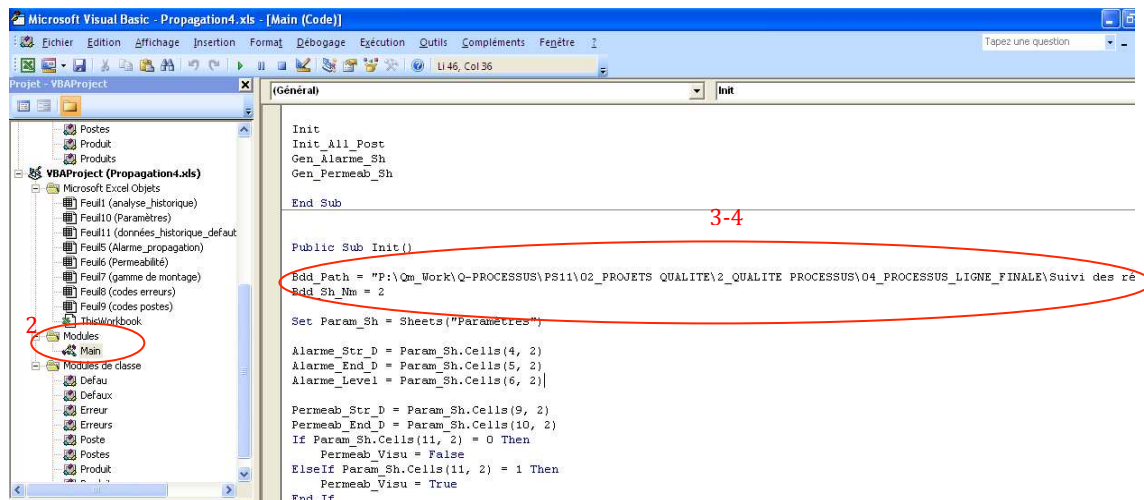 Microsoft Visual Basic - Propagation4.xls - [Main (Code)]
Fichier Edition Affichage Insertion Format Débogage Exécution Outils Compléments Fenêtre ?
Tapez une question
Li 46, Col 36
Projet - VBAProject
(Général)
Init
Postes
Produit
Produits
VBAProject (Propagation4.xls)
Microsoft Excel Objets
Feuil1 (analyse_historique)
Feuil10 (Paramètres)
Feuil11 (données_historique_defaut
Feuil5 (Alarme_propagation)
Feuil6 (Permeabilité)
Feuil7 (gamme de montage)
Feuil8 (codes erreurs)
Feuil9 (codes postes)
ThisWorkbook
2
Modules
Main
Modules de classe
Defau
Defaux
Erreur
Erreurs
Poste
Postes
Produit
Init
Init_All_Post
Gen_Alarme_Sh
Gen_Permeab_Sh
End Sub
3-4
Public Sub Init()
Bdd_Path = "P:\Qm_Work\Q-PROCESSUS\PS11\02_PROJETS QUALITE\2_QUALITE PROCESSUS\04_PROCESSUS_LIGNE_FINALE\Suivi des ré
Bdd_Sh_Nm = 2
Set Param_Sh = Sheets("Paramètres")
Alarme_Str_D = Param_Sh.Cells(4, 2)
Alarme_End_D = Param_Sh.Cells(5, 2)
Alarme_Level = Param_Sh.Cells(6, 2)
Permeab_Str_D = Param_Sh.Cells(9, 2)
Permeab_End_D = Param_Sh.Cells(10, 2)
If Param_Sh.Cells(11, 2) = 0 Then
Permeab_Visu = False
ElseIf Param_Sh.Cells(11, 2) = 1 Then
Permeab_Visu = True
End If